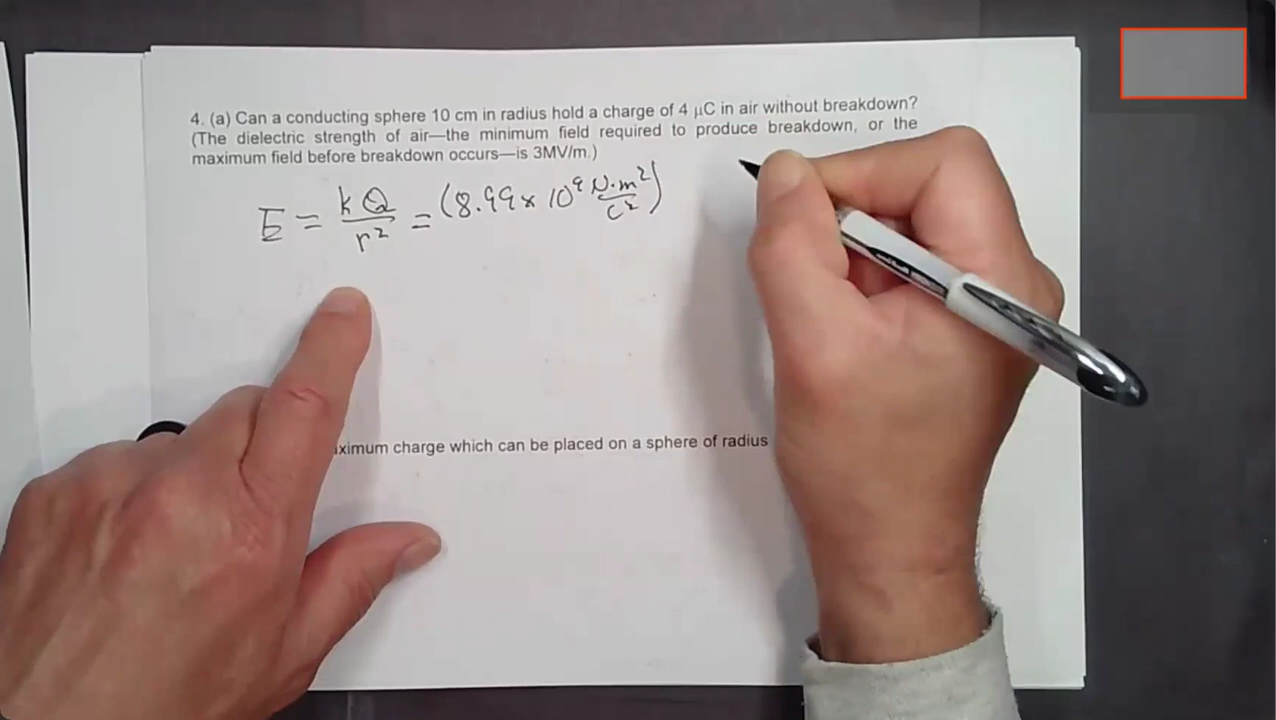 4. (a) Can a conducting sphere 10 cm in radius hold a charge of 4 μC in air without breakdown?
(The dielectric strength of air—the minimum field required to produce breakdown, or the
maximum field before breakdown occurs—is 3MV/m.)
E = kQ/r² = (8.99 × 10⁹ N·m²/C²)
charge which can be placed on a sphere of radius